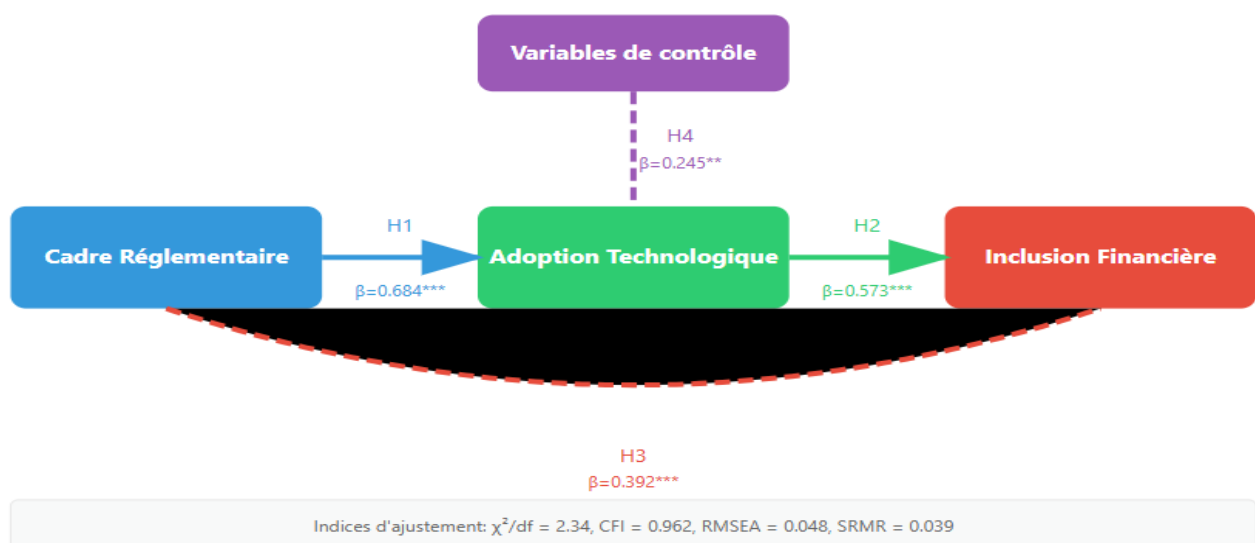 Variables de contrôle
H4
β=0.245**
Cadre Réglementaire
H1
β=0.684***
Adoption Technologique
H2
β=0.573***
Inclusion Financière
H3
β=0.392***
Indices d'ajustement: χ²/df = 2.34, CFI = 0.962, RMSEA = 0.048, SRMR = 0.039